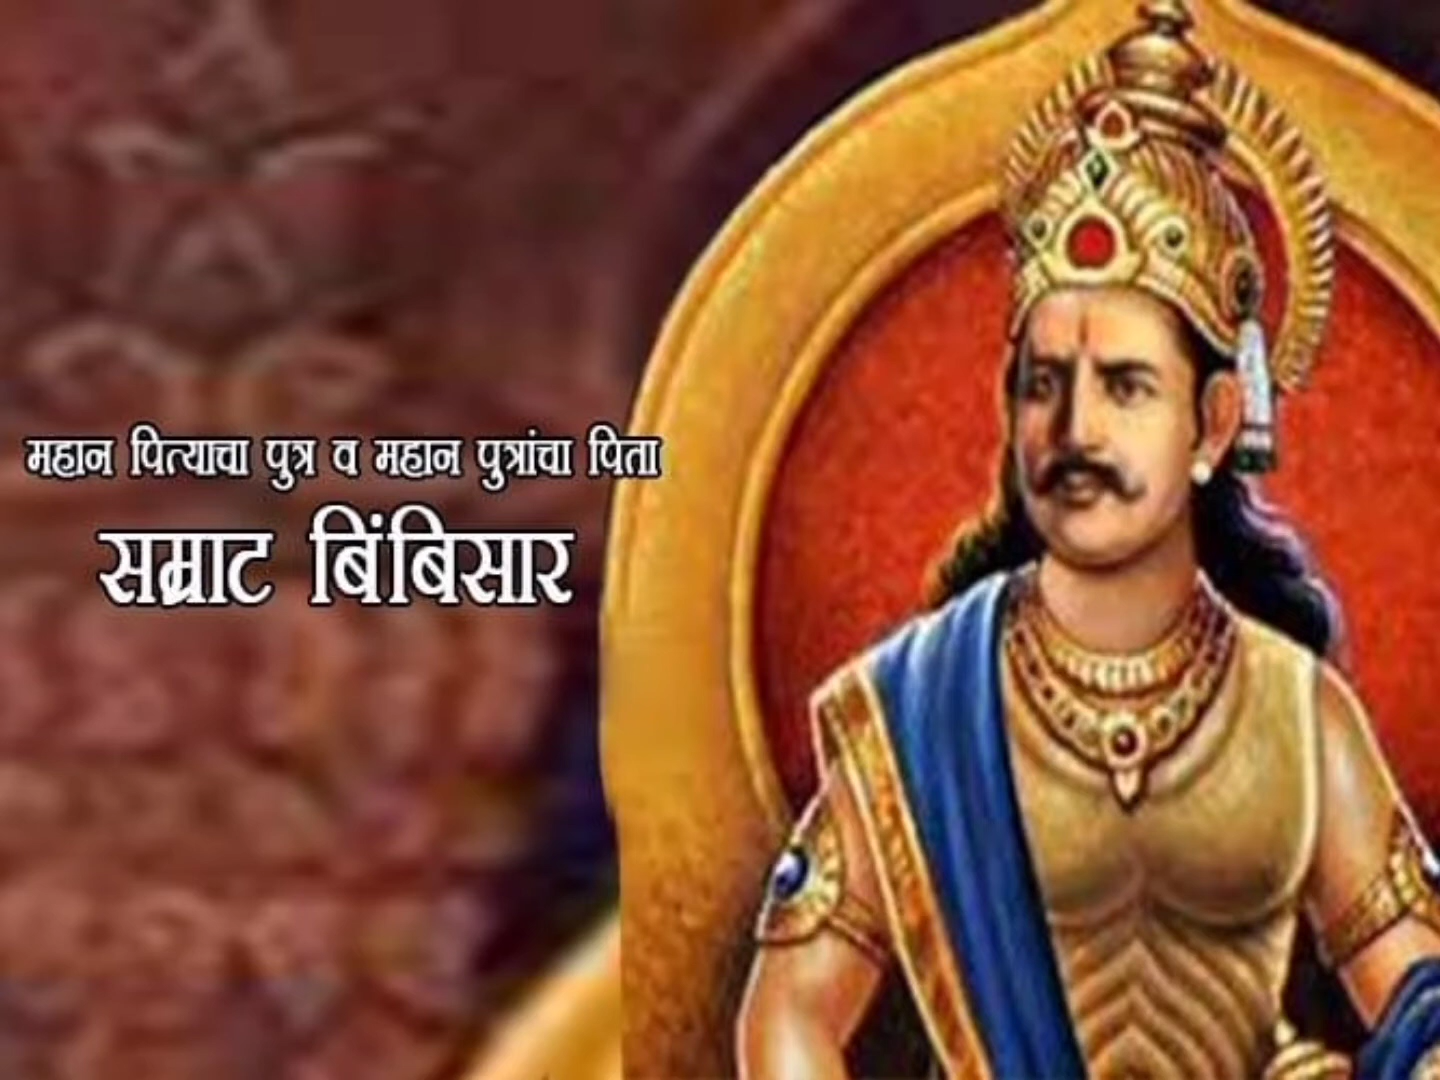 महान पित्याचा पुत्र व महान पुत्रांचा पिता
सम्राट बिंबिसार